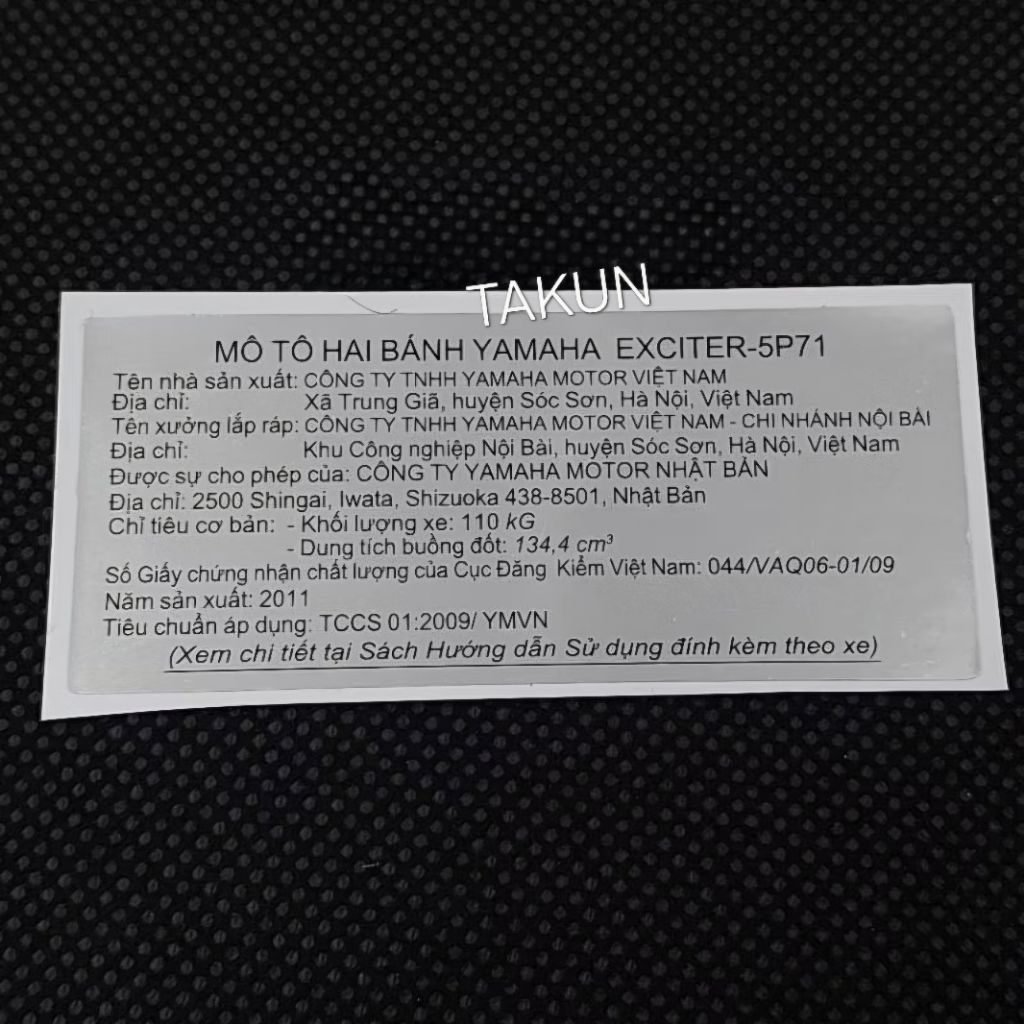 TAKUN
MÔ TÔ HAI BÁNH YAMAHA EXCITER-5P71
Tên nhà sản xuất: CÔNG TY TNHH YAMAHA MOTOR VIỆT NAM
Địa chỉ: Xã Trung Giã, huyện Sóc Sơn, Hà Nội, Việt Nam
Tên xưởng lắp ráp: CÔNG TY TNHH YAMAHA MOTOR VIỆT NAM - CHI NHÁNH NỘI BÀI
Địa chỉ: Khu Công nghiệp Nội Bài, huyện Sóc Sơn, Hà Nội, Việt Nam
Được sự cho phép của: CÔNG TY YAMAHA MOTOR NHẬT BẢN
Địa chỉ: 2500 Shingai, Iwata, Shizuoka 438-8501, Nhật Bản
Chỉ tiêu cơ bản: - Khối lượng xe: 110 kG
- Dung tích buồng đốt: 134,4 cm³
Số Giấy chứng nhận chất lượng của Cục Đăng Kiểm Việt Nam: 044/VAQ06-01/09
Năm sản xuất: 2011
Tiêu chuẩn áp dụng: TCCS 01:2009/ YMVN
(Xem chi tiết tại Sách Hướng dẫn Sử dụng đính kèm theo xe)